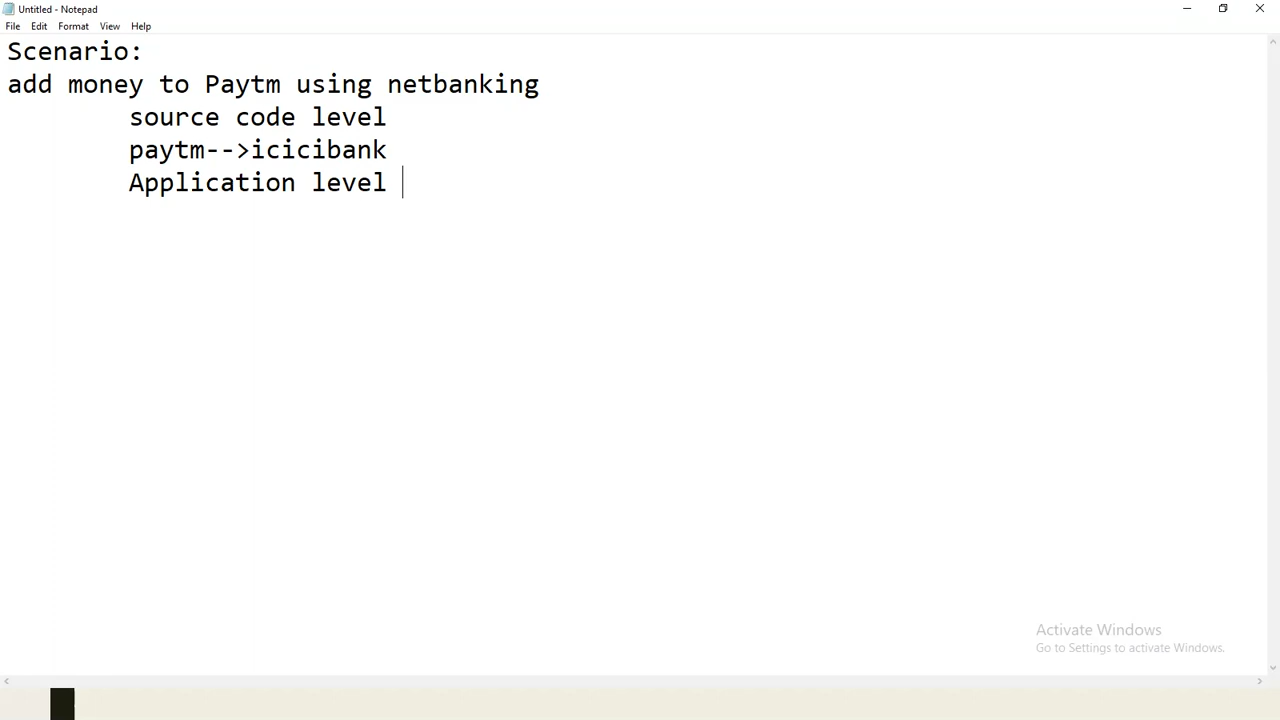 Untitled - Notepad
File Edit Format View Help
Scenario:
add money to Paytm using netbanking
source code level
paytm-->icicibank
Application level
Activate Windows
Go to Settings to activate Windows.